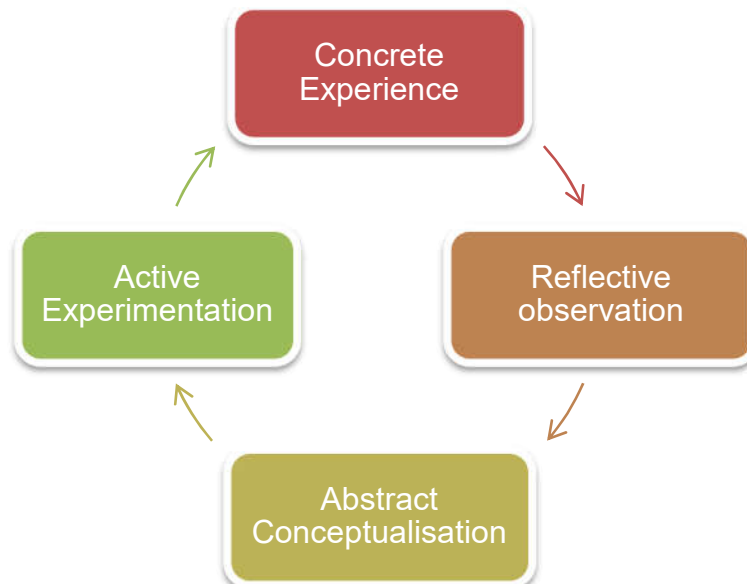 Concrete
Experience
Active
Experimentation
Reflective
observation
Abstract
Conceptualisation